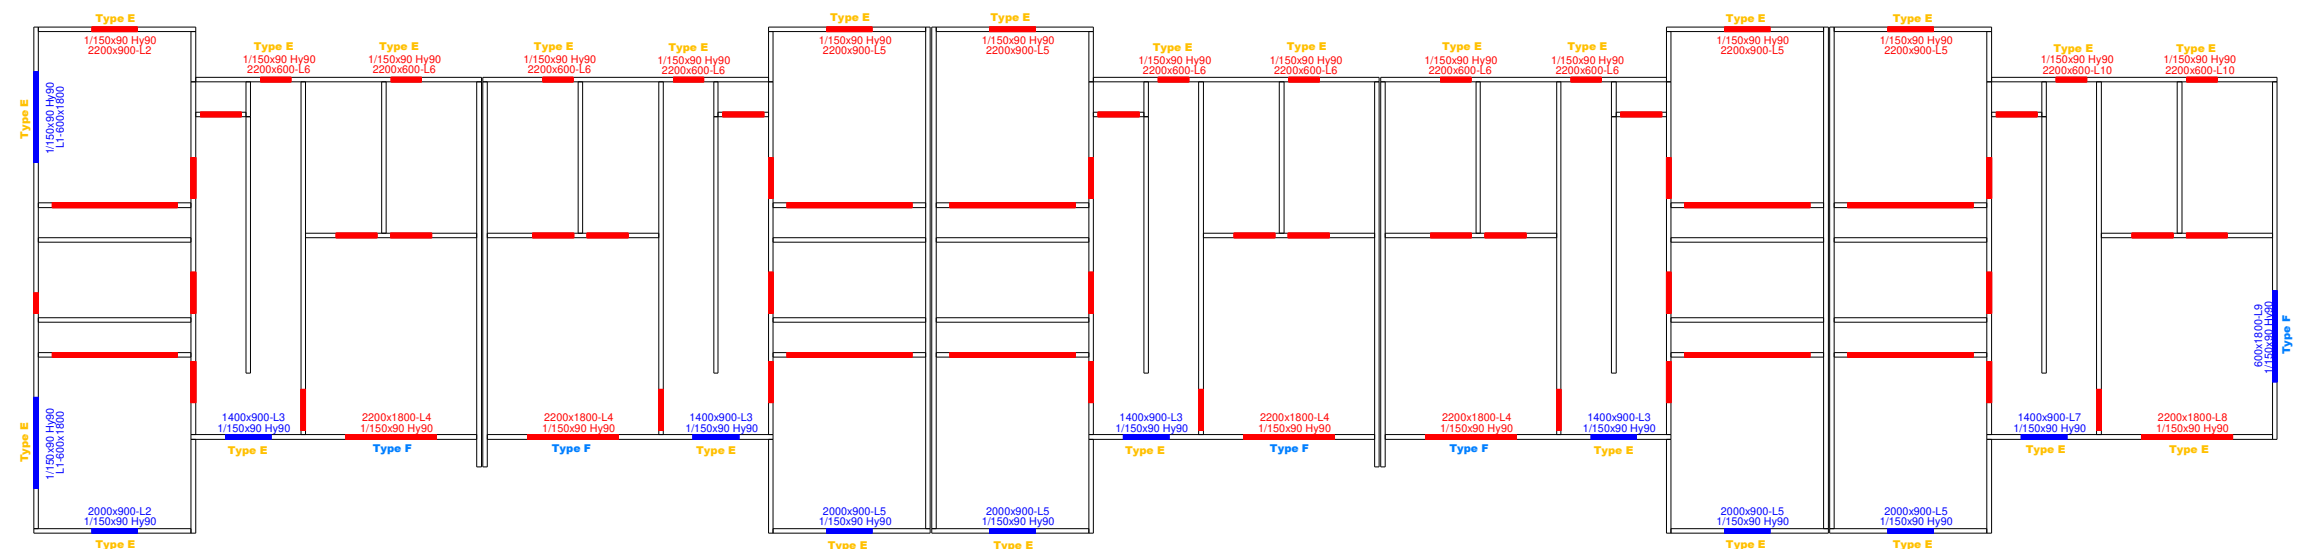 Type E
1/150x90 Hy90
2200x900-L2
Type E
1/150x90 Hy90
2200x600-L6
Type E
1/150x90 Hy90
2200x600-L6
Type E
1/150x90 Hy90
2200x600-L6
Type E
1/150x90 Hy90
2200x600-L6
Type E
1/150x90 Hy90
2200x900-L5
Type E
1/150x90 Hy90
2200x900-L5
Type E
1/150x90 Hy90
2200x600-L6
Type E
1/150x90 Hy90
2200x600-L6
Type E
1/150x90 Hy90
2200x600-L6
Type E
1/150x90 Hy90
2200x600-L6
Type E
1/150x90 Hy90
2200x900-L5
Type E
1/150x90 Hy90
2200x900-L5
Type E
1/150x90 Hy90
2200x600-L10
Type E
1/150x90 Hy90
2200x600-L10
Type E
1/150x90 Hy90
L1-600x1800
Type E
1/150x90 Hy90
L1-600x1800
600x1800-L9
1/150x90 Hy90
Type F
1400x900-L3
1/150x90 Hy90
Type E
2200x1800-L4
1/150x90 Hy90
Type F
2200x1800-L4
1/150x90 Hy90
Type F
1400x900-L3
1/150x90 Hy90
Type E
1400x900-L3
1/150x90 Hy90
Type E
2200x1800-L4
1/150x90 Hy90
Type F
2200x1800-L4
1/150x90 Hy90
Type F
1400x900-L3
1/150x90 Hy90
Type E
1400x900-L7
1/150x90 Hy90
Type E
2200x1800-L8
1/150x90 Hy90
Type E
2000x900-L2
1/150x90 Hy90
Type E
2000x900-L5
1/150x90 Hy90
Type E
2000x900-L5
1/150x90 Hy90
Type E
2000x900-L5
1/150x90 Hy90
Type E
2000x900-L5
1/150x90 Hy90
Type E